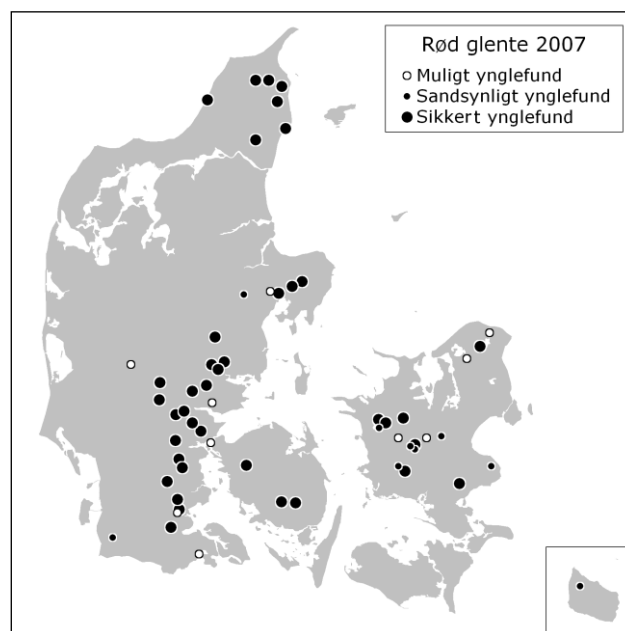 Rød glente 2007
Muligt ynglefund
Sandsynligt ynglefund
Sikkert ynglefund